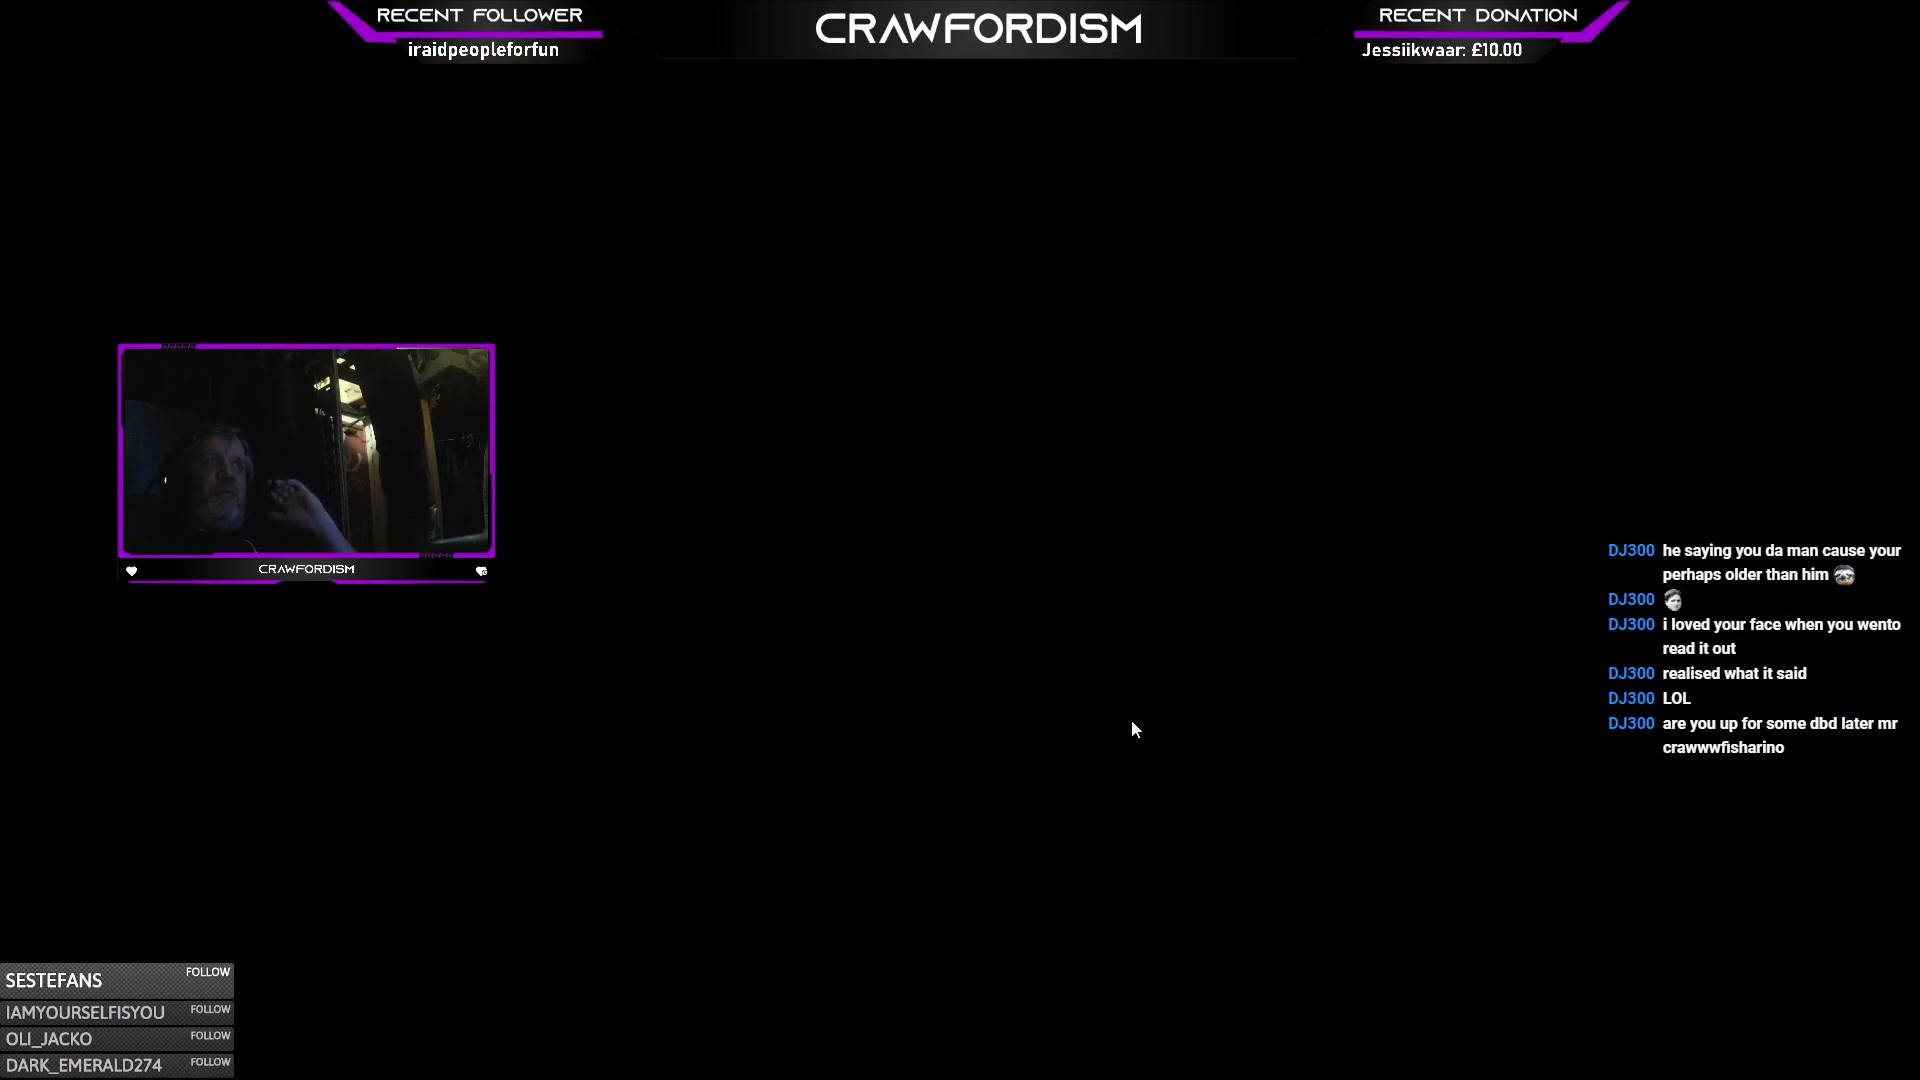 RECENT FOLLOWER
iraidpeopleforfun
CRAWFORDISM
RECENT DONATION
Jessiikwaar: £10.00
CRAWFORDISM
DJ300 he saying you da man cause your
perhaps older than him
DJ300
DJ300 i loved your face when you wento
read it out
DJ300 realised what it said
DJ300 LOL
DJ300 are you up for some dbd later mr
crawwwfisharino
SESTEFANS FOLLOW
IAMYOURSELFISYOU FOLLOW
OLI_JACKO FOLLOW
DARK_EMERALD274 FOLLOW